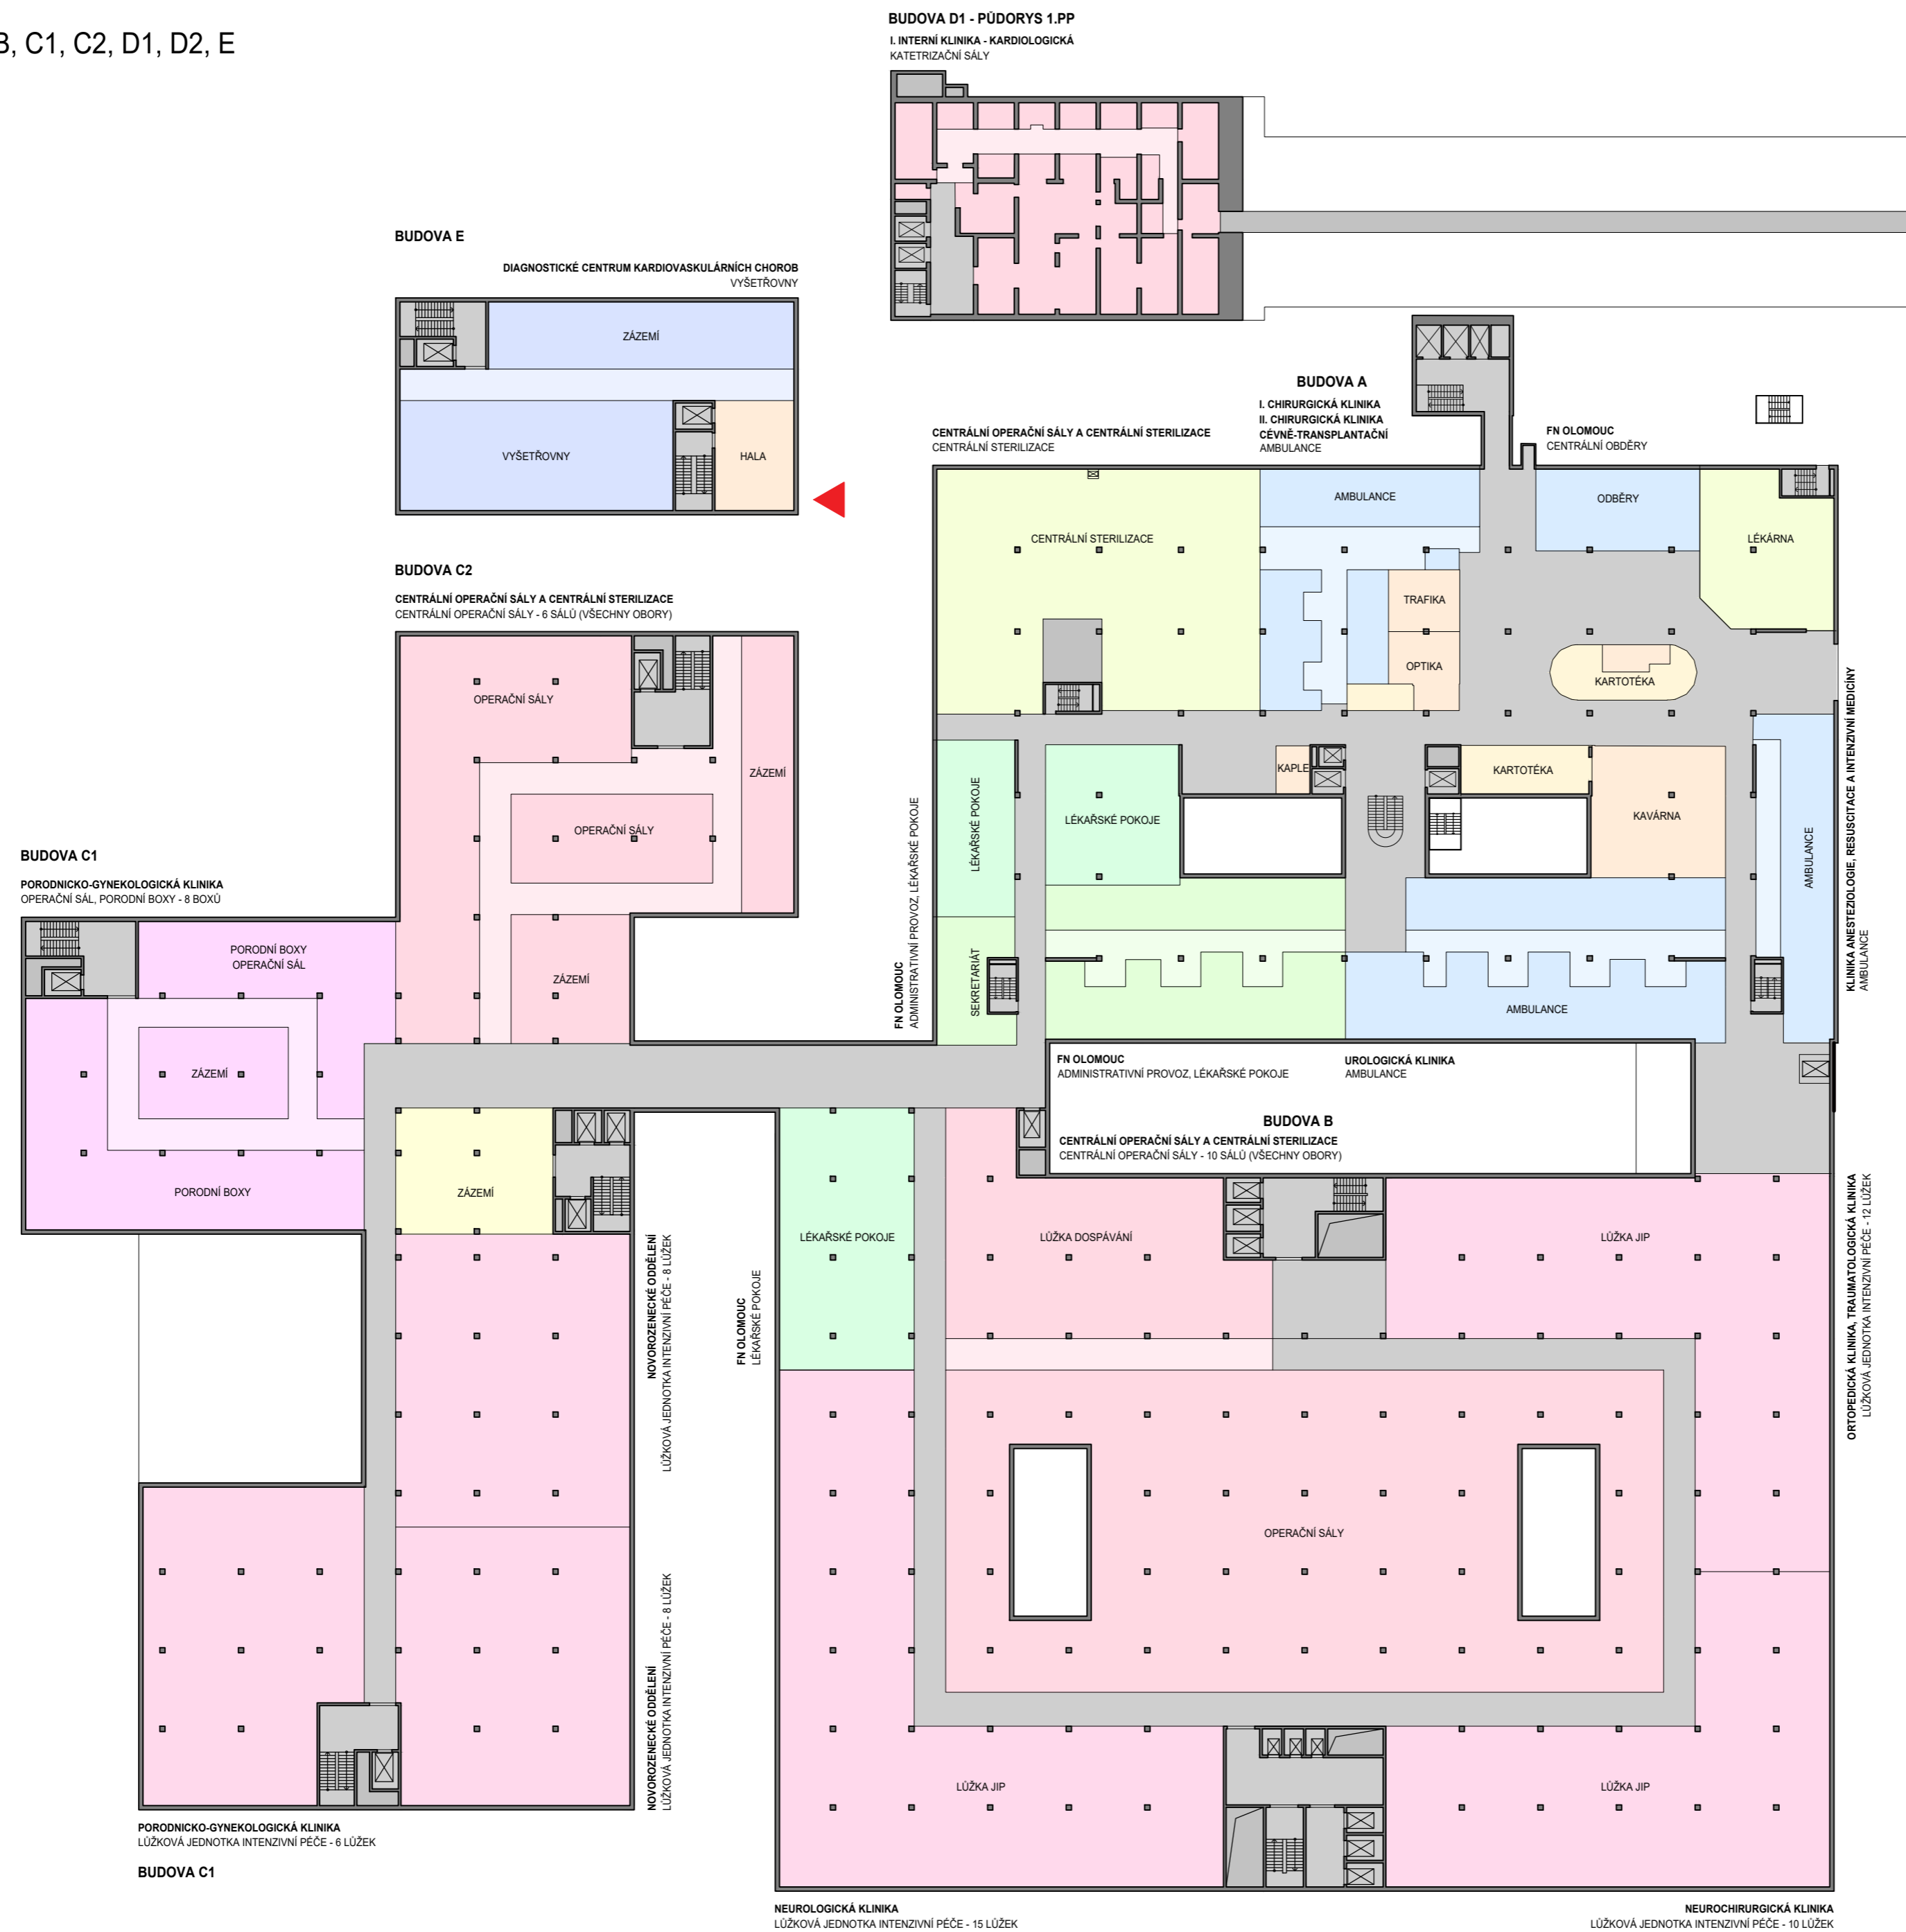 B, C1, C2, D1, D2, E
BUDOVA D1 - PŮDORYS 1.PP
I. INTERNÍ KLINIKA - KARDIOLOGICKÁ
KATETRIZAČNÍ SÁLY
BUDOVA E
DIAGNOSTICKÉ CENTRUM KARDIOVASKULÁRNÍCH CHOROB
VYŠETŘOVNY
ZÁZEMÍ
VYŠETŘOVNY
HALA
BUDOVA A
I. CHIRURGICKÁ KLINIKA
II. CHIRURGICKÁ KLINIKA
CÉVNĚ-TRANSPLANTAČNÍ
AMBULANCE
CENTRÁLNÍ OPERAČNÍ SÁLY A CENTRÁLNÍ STERILIZACE
CENTRÁLNÍ STERILIZACE
FN OLOMOUC
CENTRÁLNÍ OBDĚRY
AMBULANCE
ODBĚRY
CENTRÁLNÍ STERILIZACE
LÉKÁRNA
TRAFIKA
OPTIKA
KARTOTÉKA
KAPLE
KARTOTÉKA
KAVÁRNA
LÉKAŘSKÉ POKOJE
LÉKAŘSKÉ POKOJE
SEKRETARIÁT
AMBULANCE
AMBULANCE
FN OLOMOUC
ADMINISTRATIVNÍ PROVOZ, LÉKAŘSKÉ POKOJE
KLINIKA ANESTEZIOLOGIE, RESUSCITACE A INTENZIVNÍ MEDICÍNY
AMBULANCE
BUDOVA C2
CENTRÁLNÍ OPERAČNÍ SÁLY A CENTRÁLNÍ STERILIZACE
CENTRÁLNÍ OPERAČNÍ SÁLY - 6 SÁLŮ (VŠECHNY OBORY)
OPERAČNÍ SÁLY
ZÁZEMÍ
OPERAČNÍ SÁLY
ZÁZEMÍ
BUDOVA C1
PORODNICKO-GYNEKOLOGICKÁ KLINIKA
OPERAČNÍ SÁL, PORODNÍ BOXY - 8 BOXŮ
PORODNÍ BOXY
OPERAČNÍ SÁL
ZÁZEMÍ
PORODNÍ BOXY
ZÁZEMÍ
FN OLOMOUC
ADMINISTRATIVNÍ PROVOZ, LÉKAŘSKÉ POKOJE
UROLOGICKÁ KLINIKA
AMBULANCE
BUDOVA B
CENTRÁLNÍ OPERAČNÍ SÁLY A CENTRÁLNÍ STERILIZACE
CENTRÁLNÍ OPERAČNÍ SÁLY - 10 SÁLŮ (VŠECHNY OBORY)
LÉKAŘSKÉ POKOJE
LŮŽKA DOSPÁVÁNÍ
LŮŽKA JIP
NOVOROZENECKÉ ODDĚLENÍ
LŮŽKOVÁ JEDNOTKA INTENZIVNÍ PÉČE - 8 LŮŽEK
FN OLOMOUC
LÉKAŘSKÉ POKOJE
ORTOPEDICKÁ KLINIKA, TRAUMATOLOGICKÁ KLINIKA
LŮŽKOVÁ JEDNOTKA INTENZIVNÍ PÉČE - 12 LŮŽEK
OPERAČNÍ SÁLY
NOVOROZENECKÉ ODDĚLENÍ
LŮŽKOVÁ JEDNOTKA INTENZIVNÍ PÉČE - 8 LŮŽEK
LŮŽKA JIP
LŮŽKA JIP
PORODNICKO-GYNEKOLOGICKÁ KLINIKA
LŮŽKOVÁ JEDNOTKA INTENZIVNÍ PÉČE - 6 LŮŽEK
BUDOVA C1
NEUROLOGICKÁ KLINIKA
LŮŽKOVÁ JEDNOTKA INTENZIVNÍ PÉČE - 15 LŮŽEK
NEUROCHIRURGICKÁ KLINIKA
LŮŽKOVÁ JEDNOTKA INTENZIVNÍ PÉČE - 10 LŮŽEK